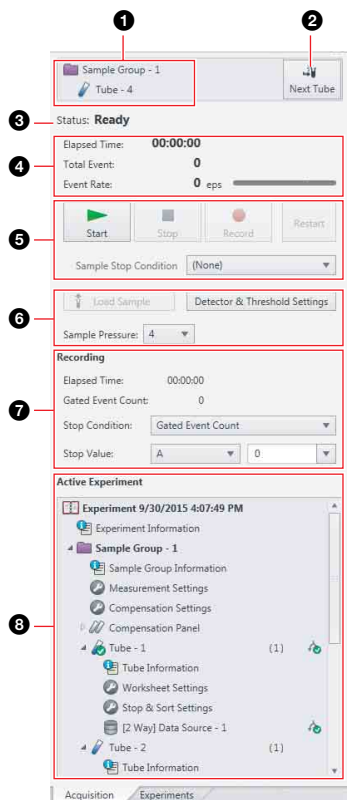 1
2
Sample Group - 1
Tube - 4
Next Tube
3
Status: Ready
4
Elapsed Time: 00:00:00
Total Event: 0
Event Rate: 0 eps
5
Start Stop Record Restart
Sample Stop Condition (None)
6
Load Sample Detector & Threshold Settings
Sample Pressure: 4
7
Recording
Elapsed Time: 00:00:00
Gated Event Count: 0
Stop Condition: Gated Event Count
Stop Value: A 0
8
Active Experiment
Experiment 9/30/2015 4:07:49 PM
Experiment Information
Sample Group - 1
Sample Group Information
Measurement Settings
Compensation Settings
Compensation Panel
Tube - 1 (1)
Tube Information
Worksheet Settings
Stop & Sort Settings
[2 Way] Data Source - 1
Tube - 2 (1)
Tube Information
Acquisition Experiments